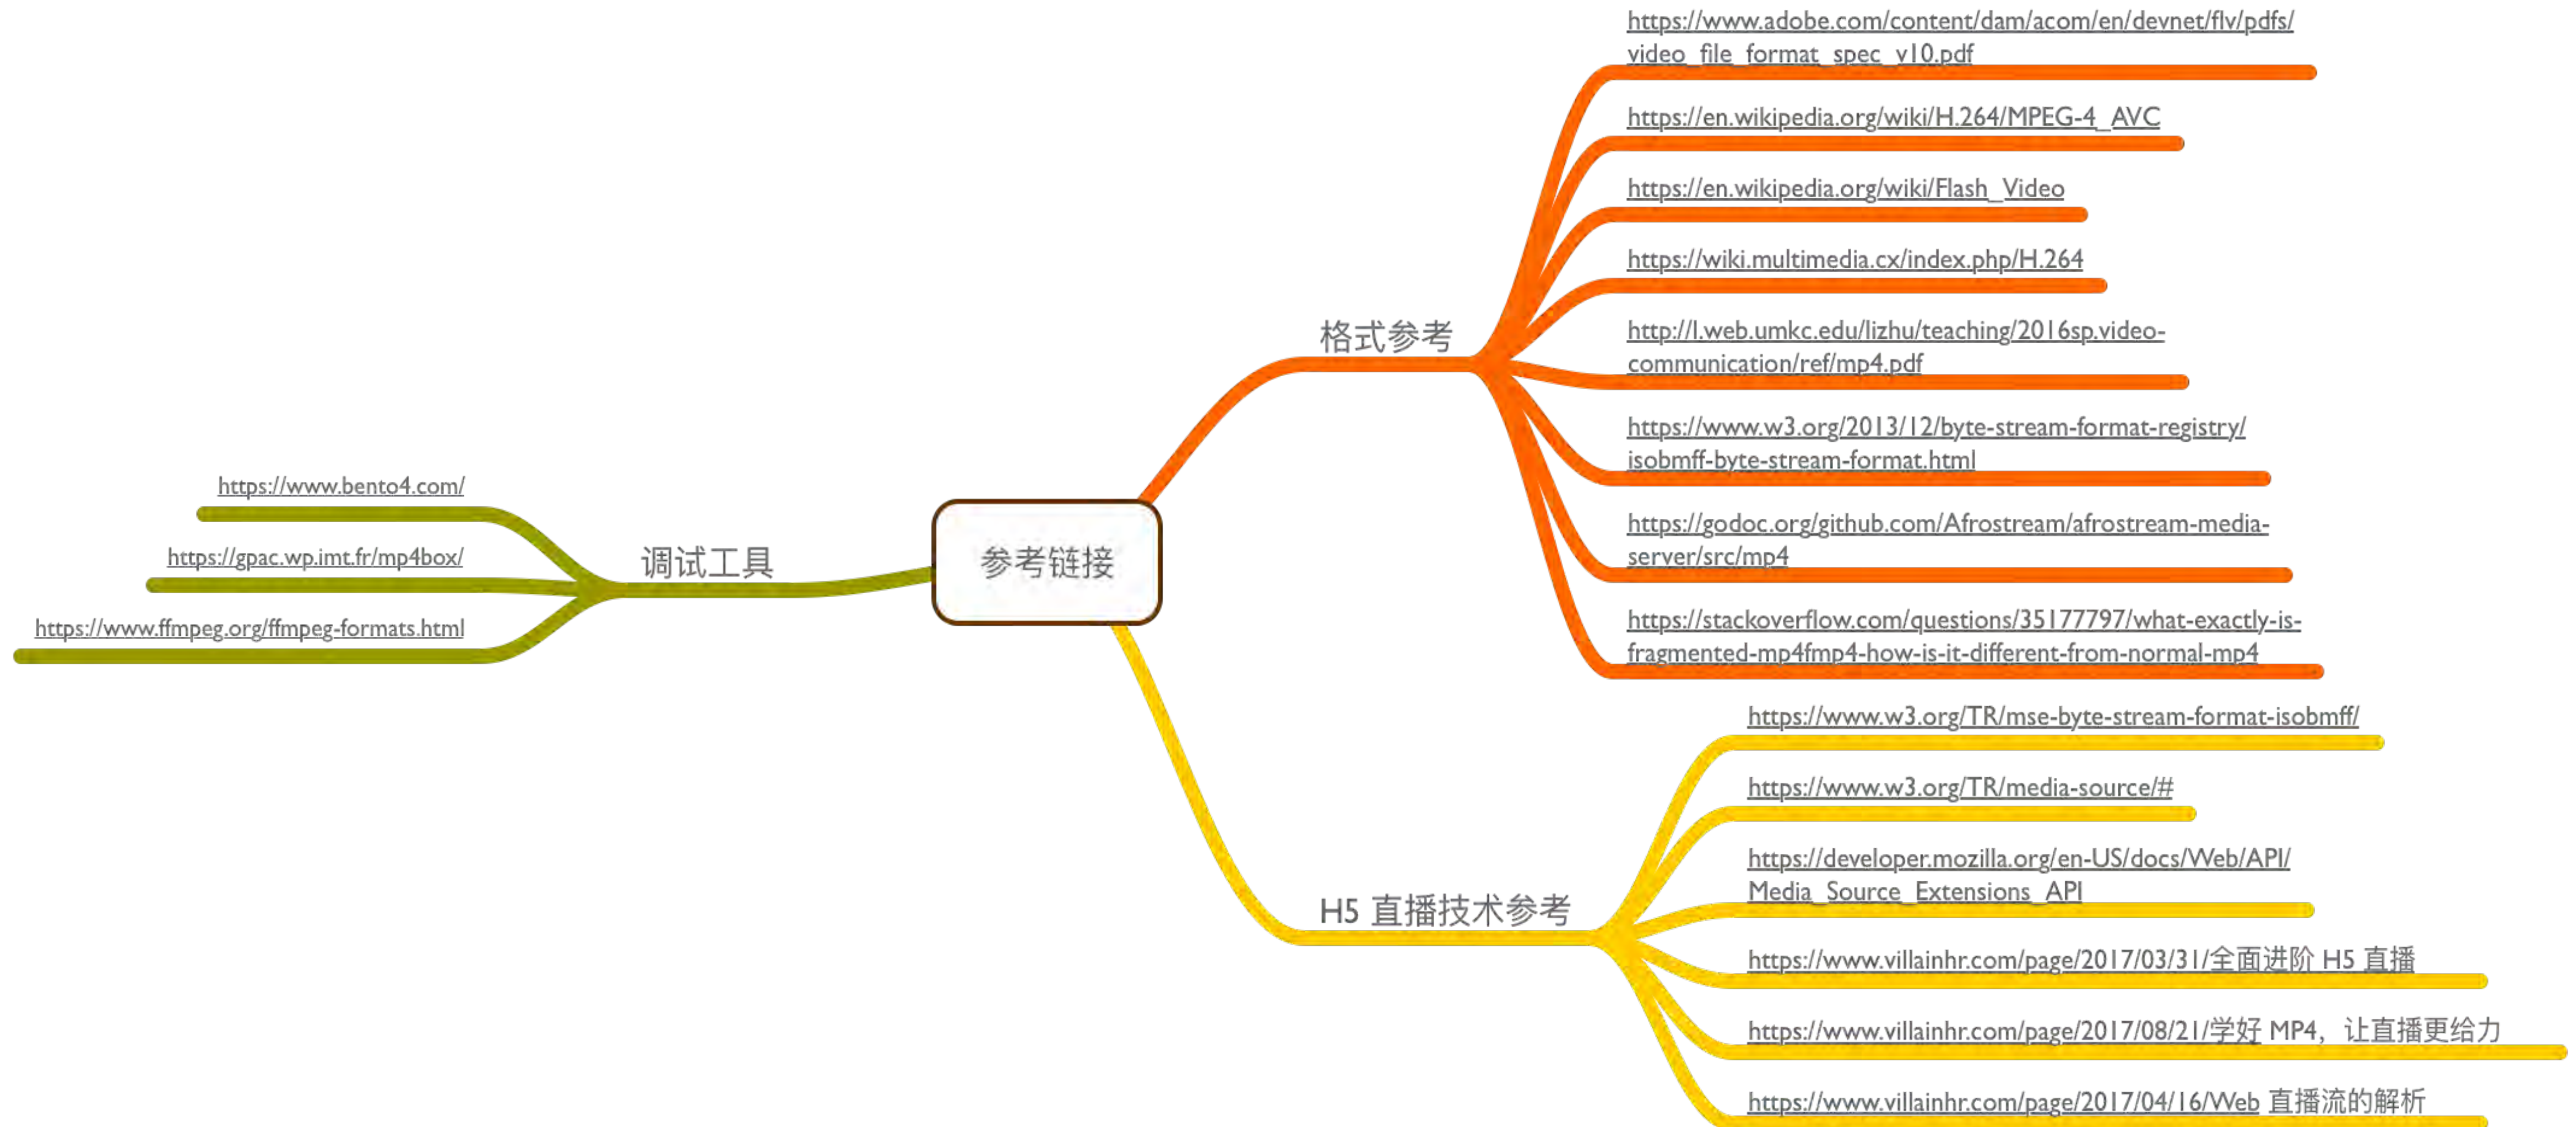 https://www.adobe.com/content/dam/acom/en/devnet/flv/pdfs/
video_file_format_spec_v10.pdf
https://en.wikipedia.org/wiki/H.264/MPEG-4_AVC
https://en.wikipedia.org/wiki/Flash_Video
https://wiki.multimedia.cx/index.php/H.264
格式参考
http://l.web.umkc.edu/lizhu/teaching/2016sp.video-
communication/ref/mp4.pdf
https://www.w3.org/2013/12/byte-stream-format-registry/
isobmff-byte-stream-format.html
https://godoc.org/github.com/Afrostream/afrostream-media-
server/src/mp4
https://stackoverflow.com/questions/35177797/what-exactly-is-
fragmented-mp4fmp4-how-is-it-different-from-normal-mp4
https://www.bento4.com/
https://gpac.wp.imt.fr/mp4box/
https://www.ffmpeg.org/ffmpeg-formats.html
调试工具
参考链接
https://www.w3.org/TR/mse-byte-stream-format-isobmff/
https://www.w3.org/TR/media-source/#
https://developer.mozilla.org/en-US/docs/Web/API/
Media_Source_Extensions_API
H5 直播技术参考
https://www.villainhr.com/page/2017/03/31/全面进阶 H5 直播
https://www.villainhr.com/page/2017/08/21/学好 MP4，让直播更给力
https://www.villainhr.com/page/2017/04/16/Web 直播流的解析